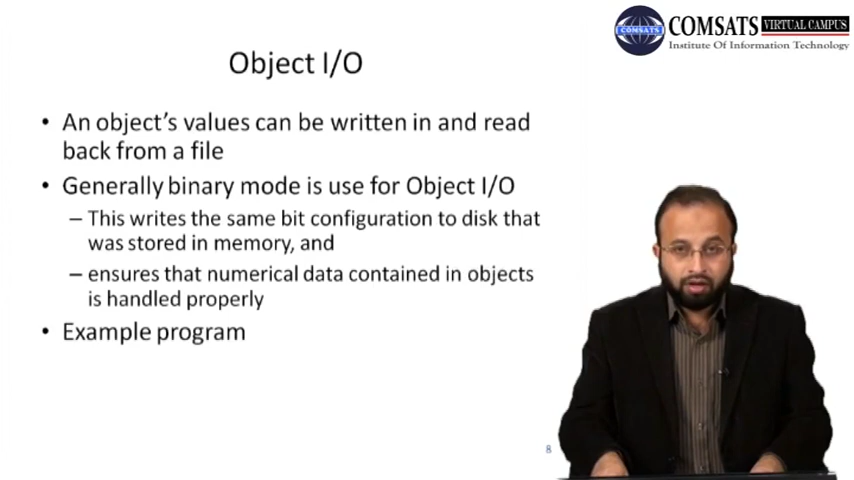 COMSATS VIRTUAL CAMPUS
COMSATS
Institute Of Information Technology
Object I/O
• An object's values can be written in and read
back from a file
• Generally binary mode is use for Object I/O
– This writes the same bit configuration to disk that
was stored in memory, and
– ensures that numerical data contained in objects
is handled properly
• Example program
8